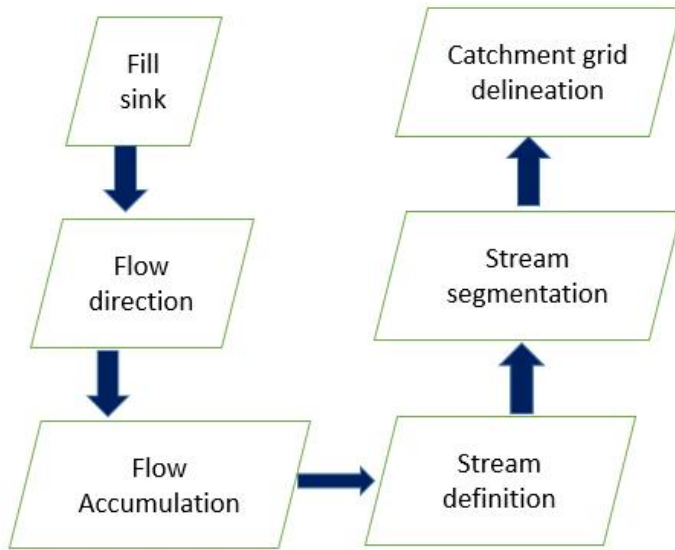 Fill
sink
Flow
direction
Flow
Accumulation
Stream
definition
Stream
segmentation
Catchment grid
delineation